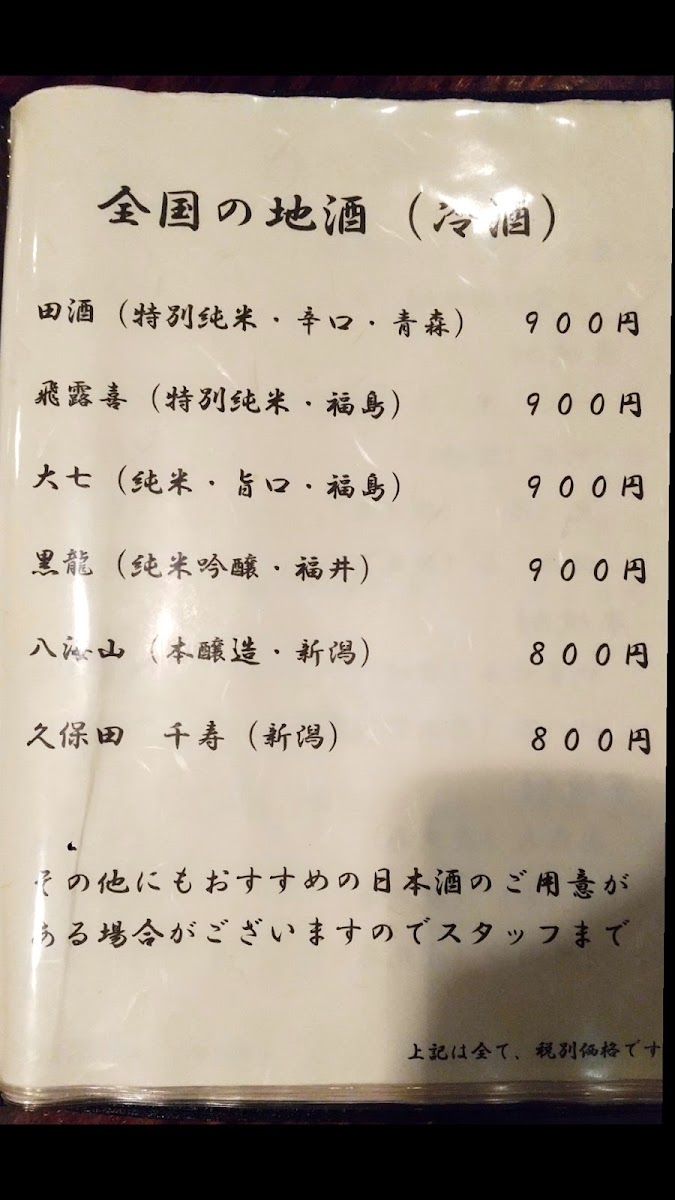 全国の地酒（冷酒）
田酒（特別純米・辛口・青森） ９００円
飛露喜（特別純米・福島） ９００円
大七（純米・旨口・福島） ９００円
黒龍（純米吟醸・福井） ９００円
八海山（本醸造・新潟） ８００円
久保田　千寿（新潟） ８００円
その他にもおすすめの日本酒のご用意が
ある場合がございますのでスタッフまで
上記は全て、税別価格です